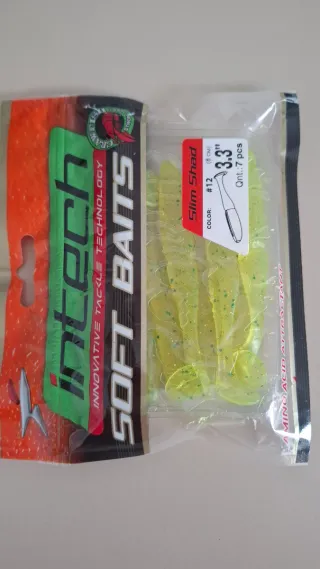 intech
INNOVATIVE TACKLE TECHNOLOGY
SOFT BAITS
Slim Shad
3.3"
Qnt.: 7 pcs
COLOR:
#12